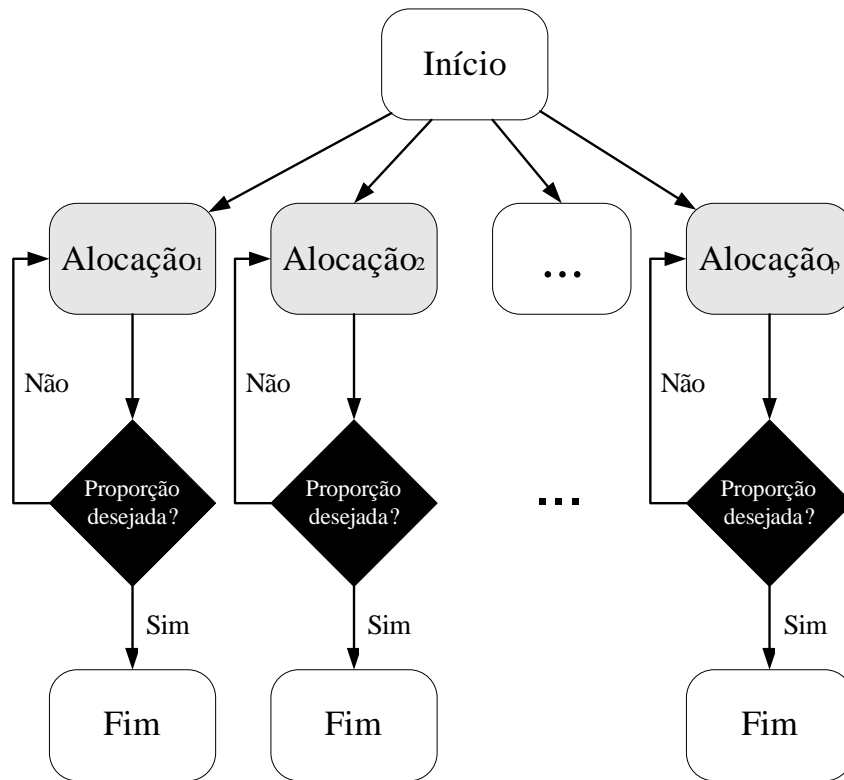 Início
Alocação1
Alocação2
...
Alocaçãop
Não
Não
Não
Proporção
desejada?
Proporção
desejada?
...
Proporção
desejada?
Sim
Sim
Sim
Fim
Fim
Fim